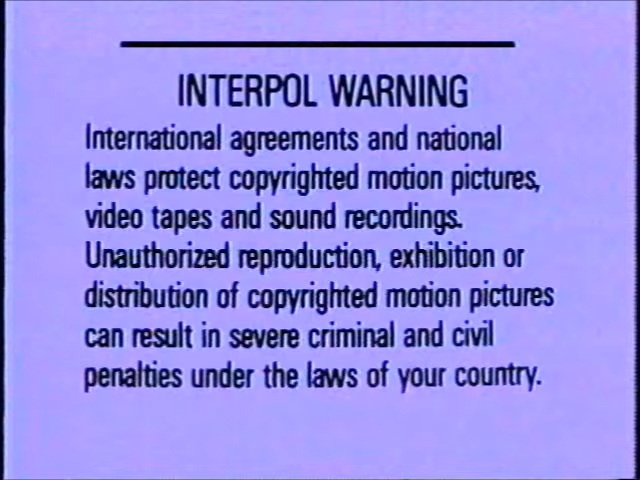 INTERPOL WARNING
International agreements and national
laws protect copyrighted motion pictures,
video tapes and sound recordings.
Unauthorized reproduction, exhibition or
distribution of copyrighted motion pictures
can result in severe criminal and civil
penalties under the laws of your country.